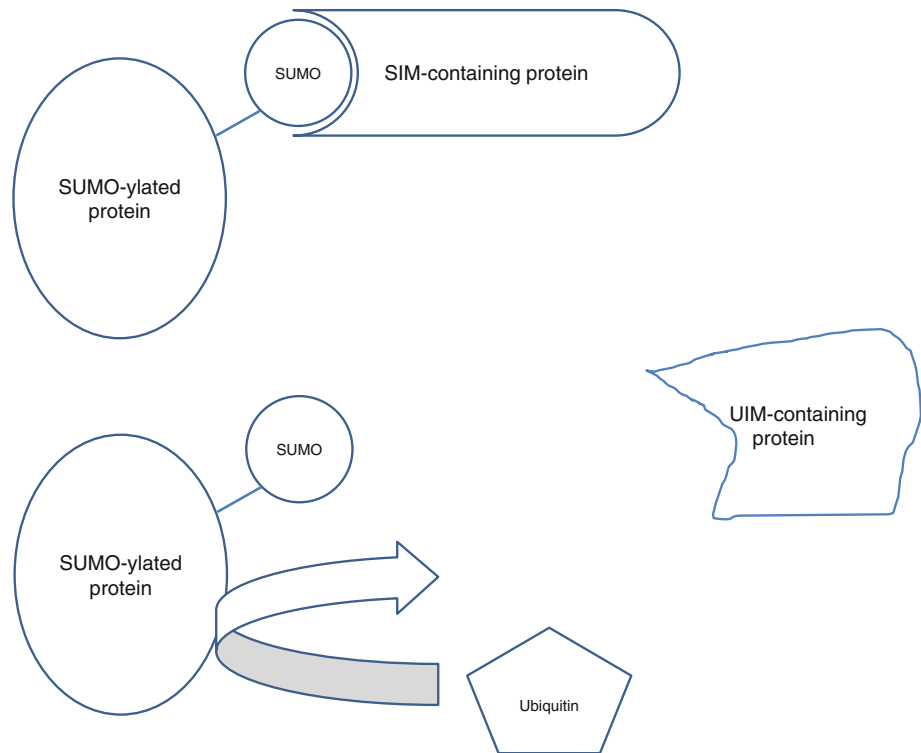 SUMO
SIM-containing protein
SUMO-ylated
protein
UIM-containing
protein
SUMO
SUMO-ylated
protein
Ubiquitin